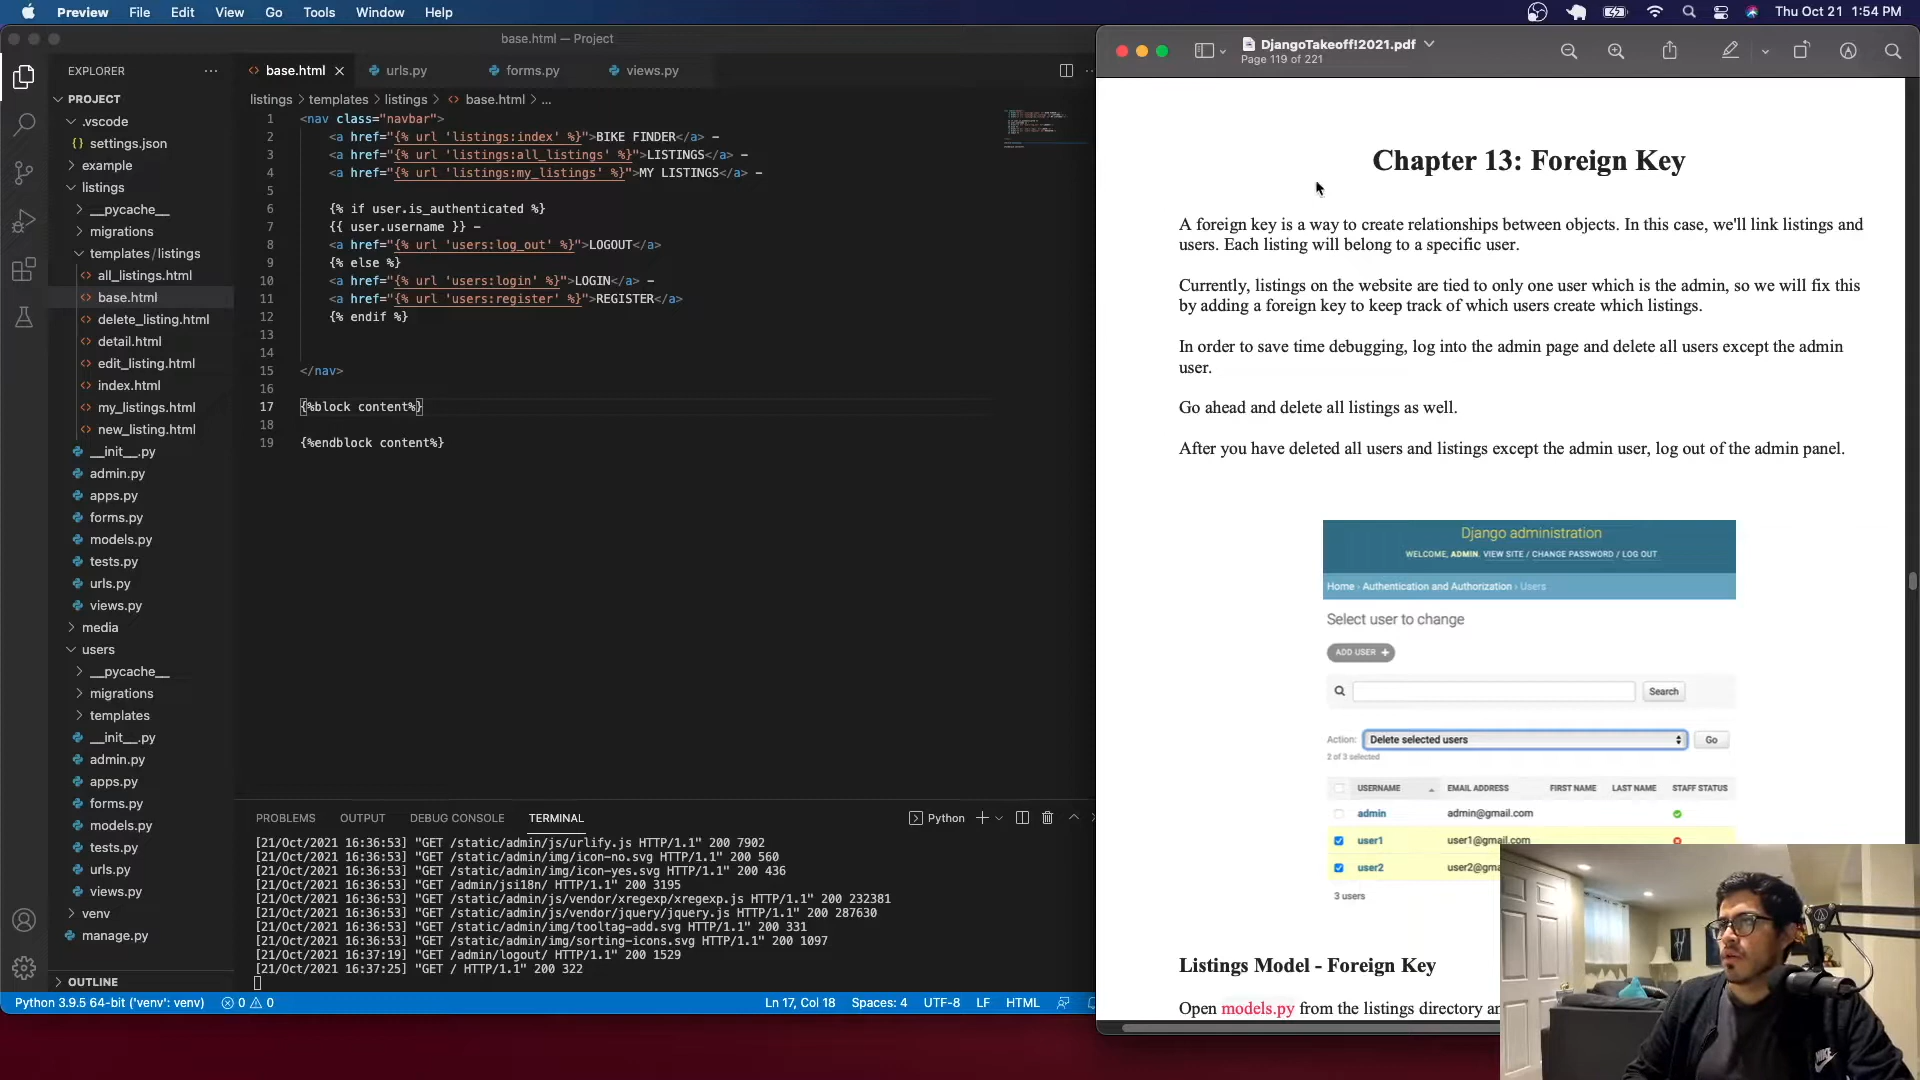 Preview File Edit View Go Tools Window Help
Thu Oct 21 1:54 PM
base.html — Project
EXPLORER
base.html
urls.py
forms.py
views.py
PROJECT
.vscode
{} settings.json
example
listings
__pycache__
migrations
templates/listings
all_listings.html
base.html
delete_listing.html
detail.html
edit_listing.html
index.html
my_listings.html
new_listing.html
__init__.py
admin.py
apps.py
forms.py
models.py
tests.py
urls.py
views.py
media
users
__pycache__
migrations
templates
__init__.py
admin.py
apps.py
forms.py
models.py
tests.py
urls.py
views.py
venv
manage.py
OUTLINE
listings > templates > listings > base.html > ...
1 <nav class="navbar">
2 <a href="{% url 'listings:index' %}">BIKE FINDER</a> –
3 <a href="{% url 'listings:all_listings' %}">LISTINGS</a> –
4 <a href="{% url 'listings:my_listings' %}">MY LISTINGS</a> –
5
6 {% if user.is_authenticated %}
7 {{ user.username }} –
8 <a href="{% url 'users:log_out' %}">LOGOUT</a>
9 {% else %}
10 <a href="{% url 'users:login' %}">LOGIN</a> –
11 <a href="{% url 'users:register' %}">REGISTER</a>
12 {% endif %}
13
14
15 </nav>
16
17 {%block content%}
18
19 {%endblock content%}
PROBLEMS OUTPUT DEBUG CONSOLE TERMINAL
Python
[21/Oct/2021 16:36:53] "GET /static/admin/js/urlify.js HTTP/1.1" 200 7902
[21/Oct/2021 16:36:53] "GET /static/admin/img/icon-no.svg HTTP/1.1" 200 560
[21/Oct/2021 16:36:53] "GET /static/admin/img/icon-yes.svg HTTP/1.1" 200 436
[21/Oct/2021 16:36:53] "GET /admin/jsi18n/ HTTP/1.1" 200 3195
[21/Oct/2021 16:36:53] "GET /static/admin/js/vendor/xregexp/xregexp.js HTTP/1.1" 200 232381
[21/Oct/2021 16:36:53] "GET /static/admin/js/vendor/jquery/jquery.js HTTP/1.1" 200 287630
[21/Oct/2021 16:36:53] "GET /static/admin/img/tooltag-add.svg HTTP/1.1" 200 331
[21/Oct/2021 16:36:53] "GET /static/admin/img/sorting-icons.svg HTTP/1.1" 200 1097
[21/Oct/2021 16:37:19] "GET /admin/logout/ HTTP/1.1" 200 1529
[21/Oct/2021 16:37:25] "GET / HTTP/1.1" 200 322
Python 3.9.5 64-bit ('venv': venv) 0 0
Ln 17, Col 18 Spaces: 4 UTF-8 LF HTML
DjangoTakeoff!2021.pdf
Page 119 of 221
Chapter 13: Foreign Key
A foreign key is a way to create relationships between objects. In this case, we'll link listings and
users. Each listing will belong to a specific user.
Currently, listings on the website are tied to only one user which is the admin, so we will fix this
by adding a foreign key to keep track of which users create which listings.
In order to save time debugging, log into the admin page and delete all users except the admin
user.
Go ahead and delete all listings as well.
After you have deleted all users and listings except the admin user, log out of the admin panel.
Django administration
WELCOME, ADMIN. VIEW SITE / CHANGE PASSWORD / LOG OUT
Home › Authentication and Authorization › Users
Select user to change
ADD USER +
Search
Action: Delete selected users Go
2 of 3 selected
USERNAME EMAIL ADDRESS FIRST NAME LAST NAME STAFF STATUS
admin admin@gmail.com
user1 user1@gmail.com
user2 user2@gma
3 users
Listings Model - Foreign Key
Open models.py from the listings directory